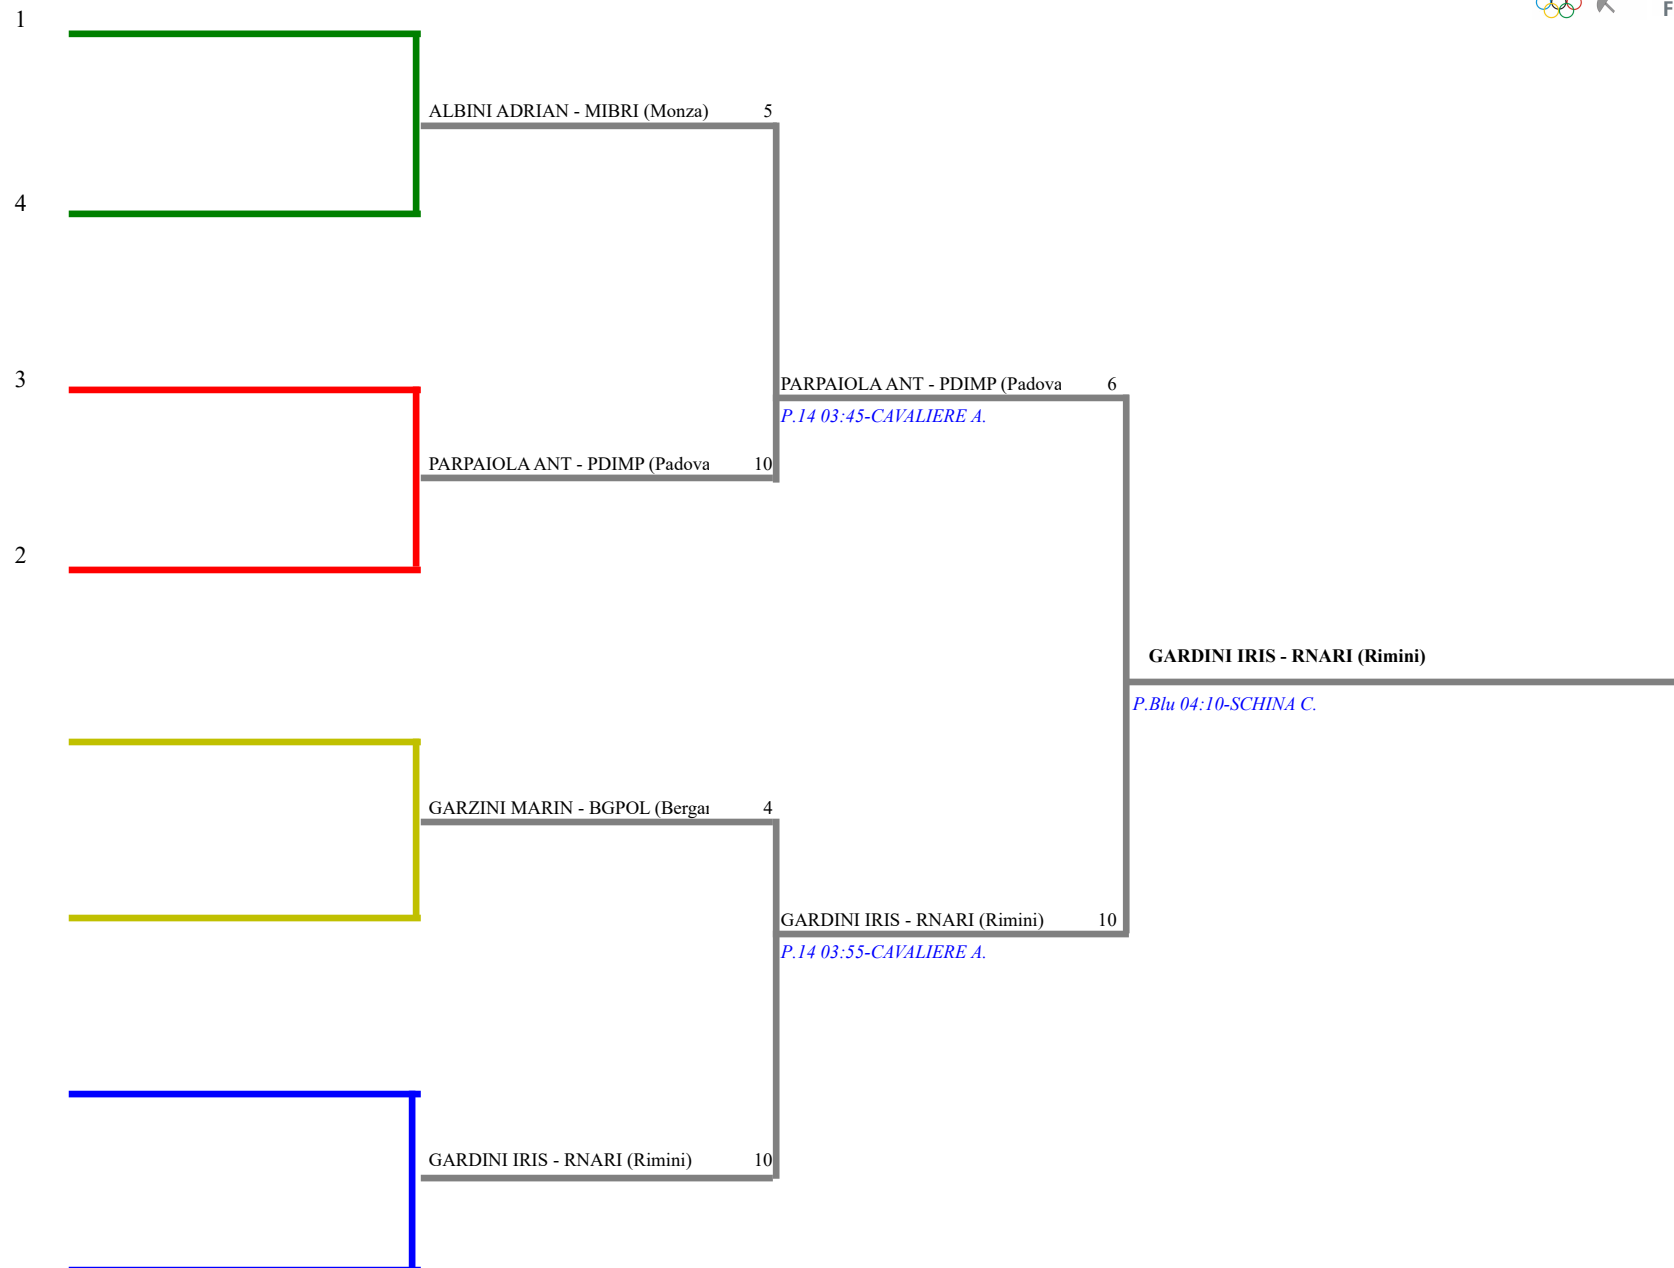 1
F
ALBINI ADRIAN - MIBRI (Monza) 5
4
3
PARPAIOLA ANT - PDIMP (Padova 6
P.14 03:45-CAVALIERE A.
PARPAIOLA ANT - PDIMP (Padova 10
2
GARDINI IRIS - RNARI (Rimini)
P.Blu 04:10-SCHINA C.
GARZINI MARIN - BGPOL (Bergar 4
GARDINI IRIS - RNARI (Rimini) 10
P.14 03:55-CAVALIERE A.
GARDINI IRIS - RNARI (Rimini) 10